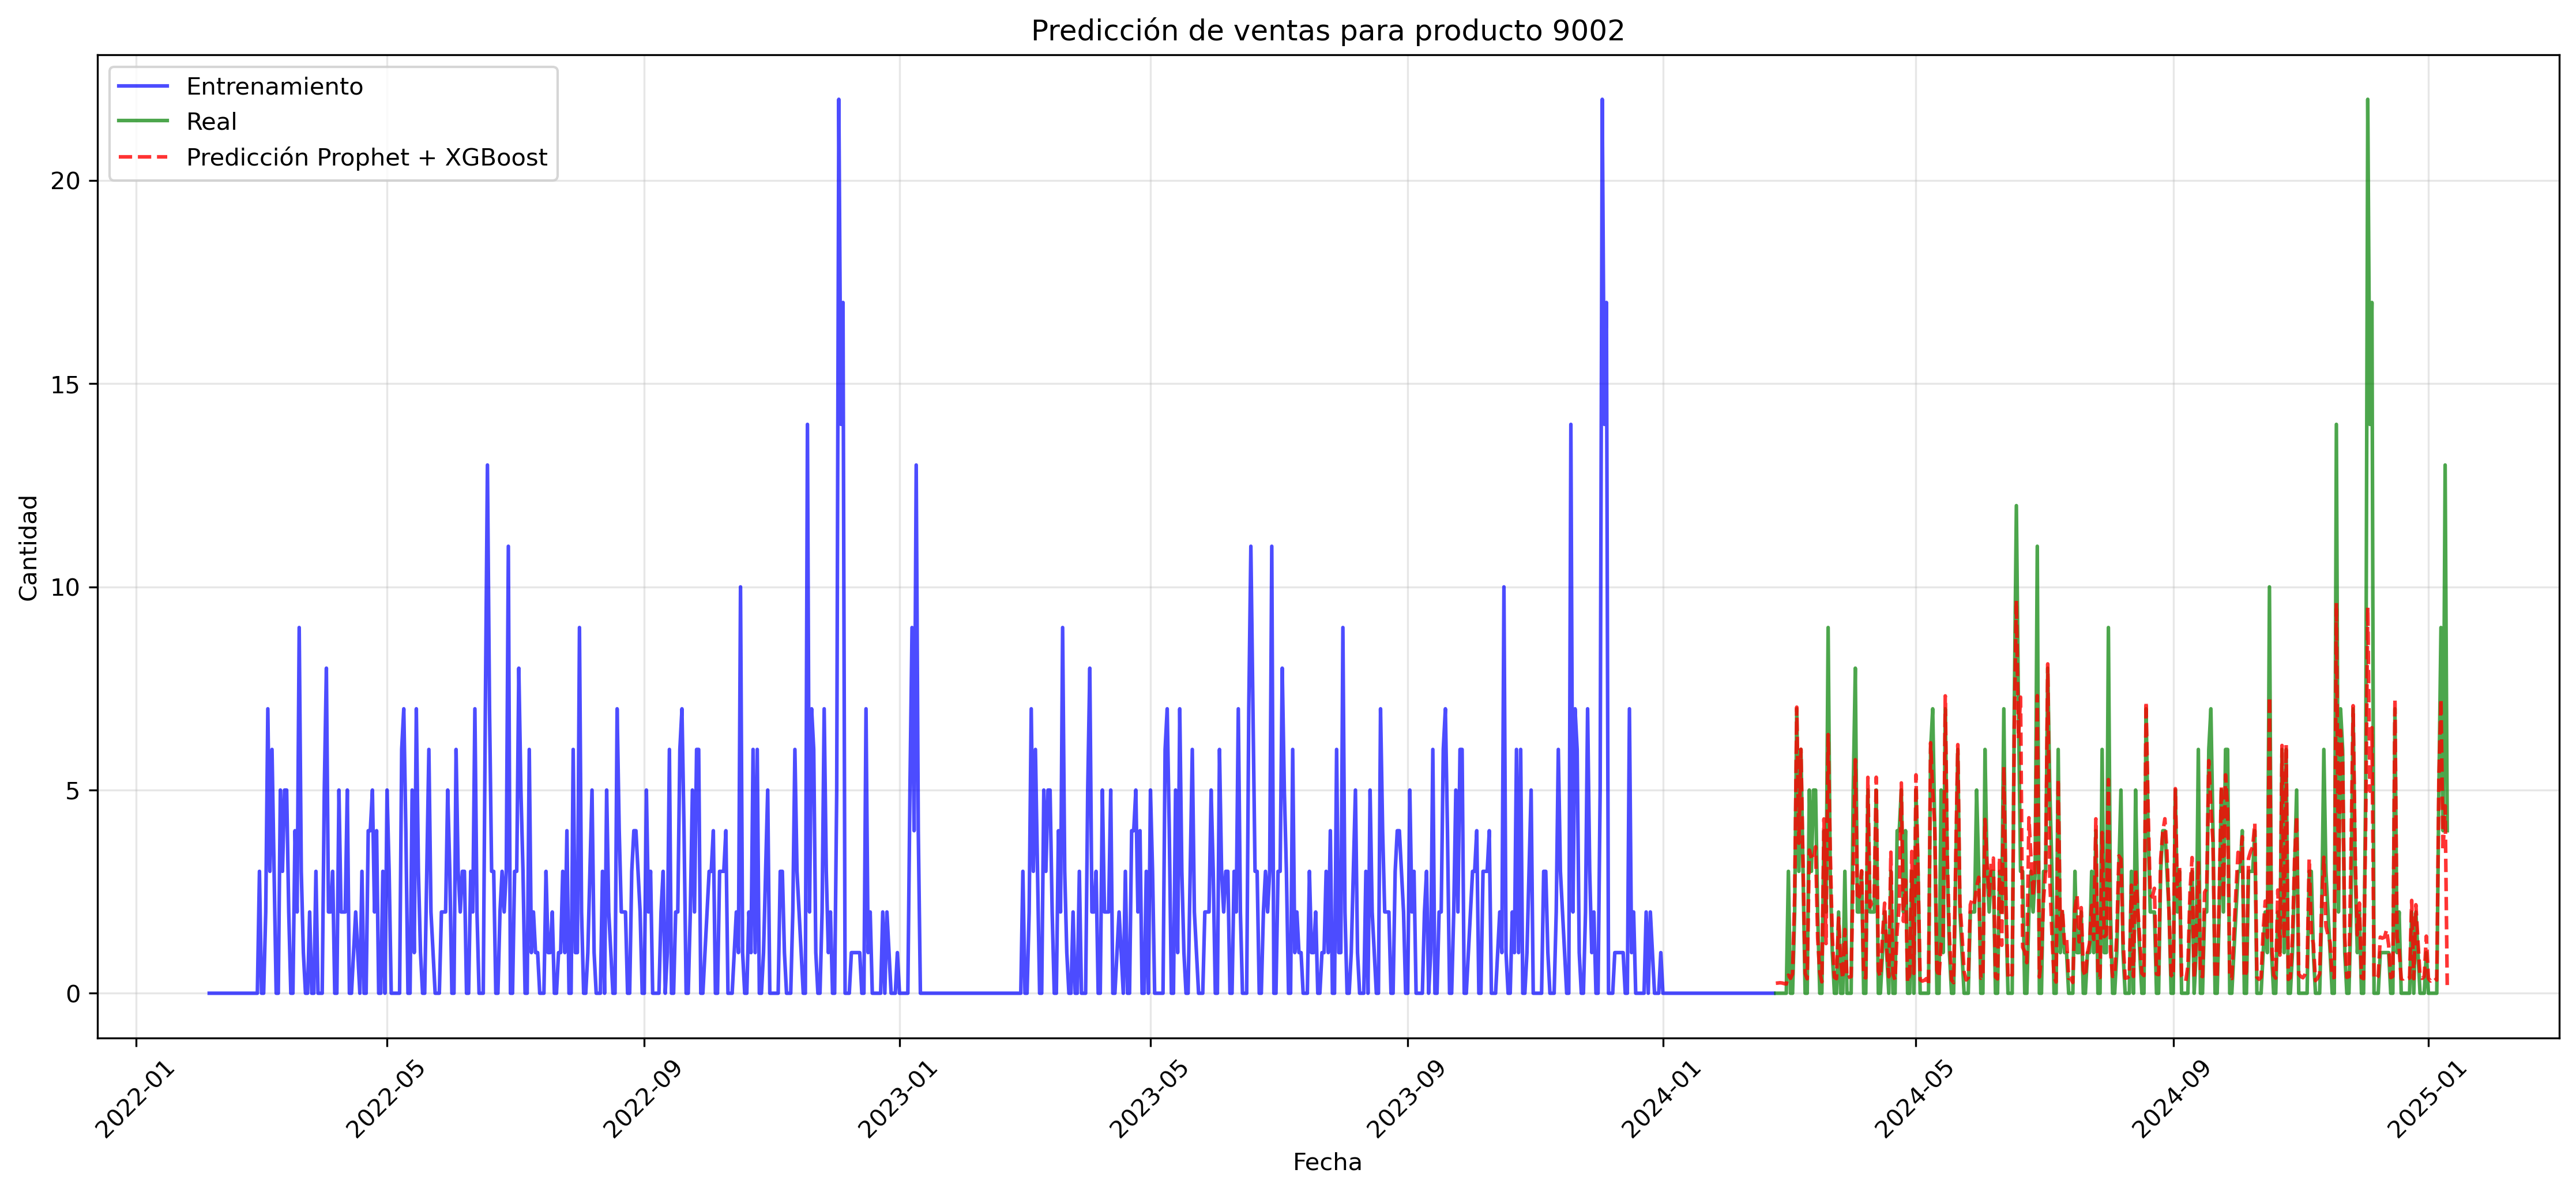 Predicción de ventas para producto 9002
Entrenamiento
Real
Predicción Prophet + XGBoost
Cantidad
20
15
10
5
0
2022-01
2022-05
2022-09
2023-01
2023-05
2023-09
2024-01
2024-05
2024-09
2025-01
Fecha